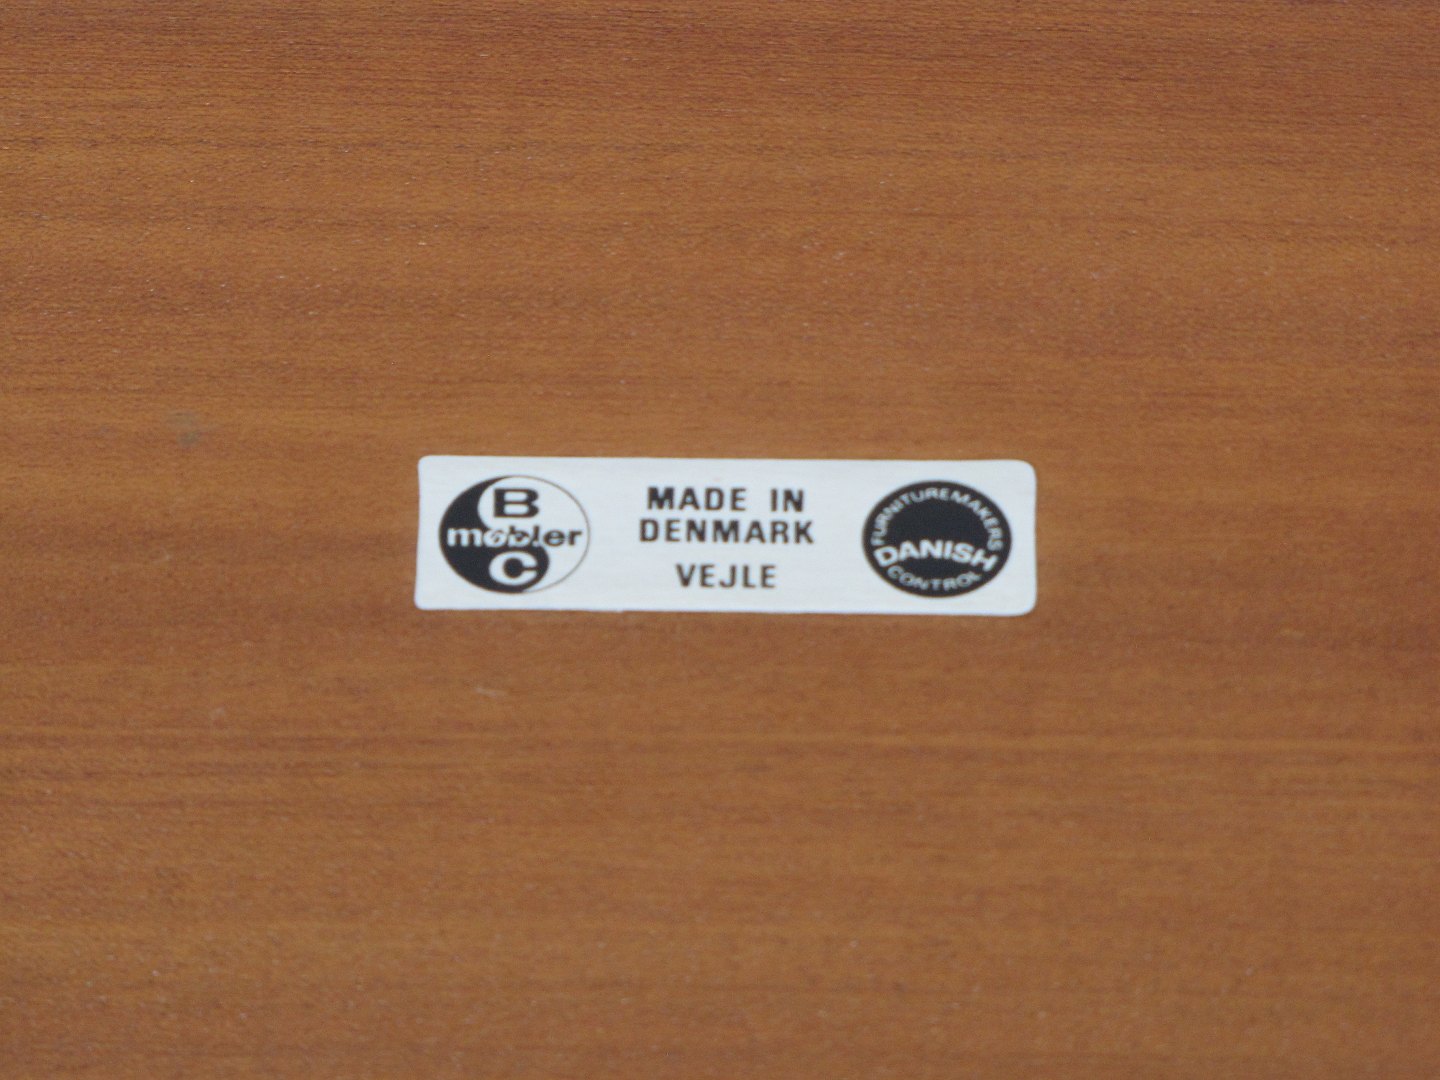 B
møbler
C
MADE IN
DENMARK
VEJLE
FURNITUREMAKERS
DANISH
CONTROL